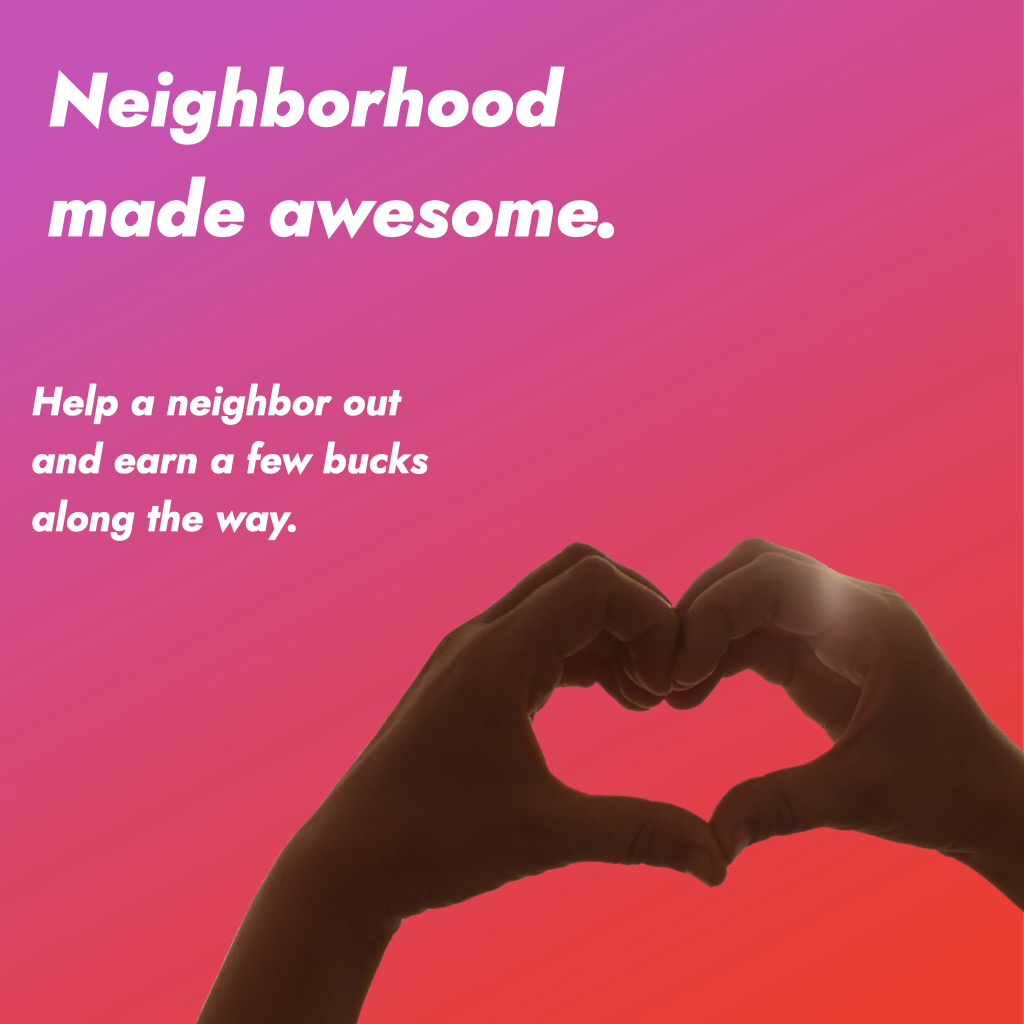 Neighborhood
made awesome.
Help a neighbor out
and earn a few bucks
along the way.